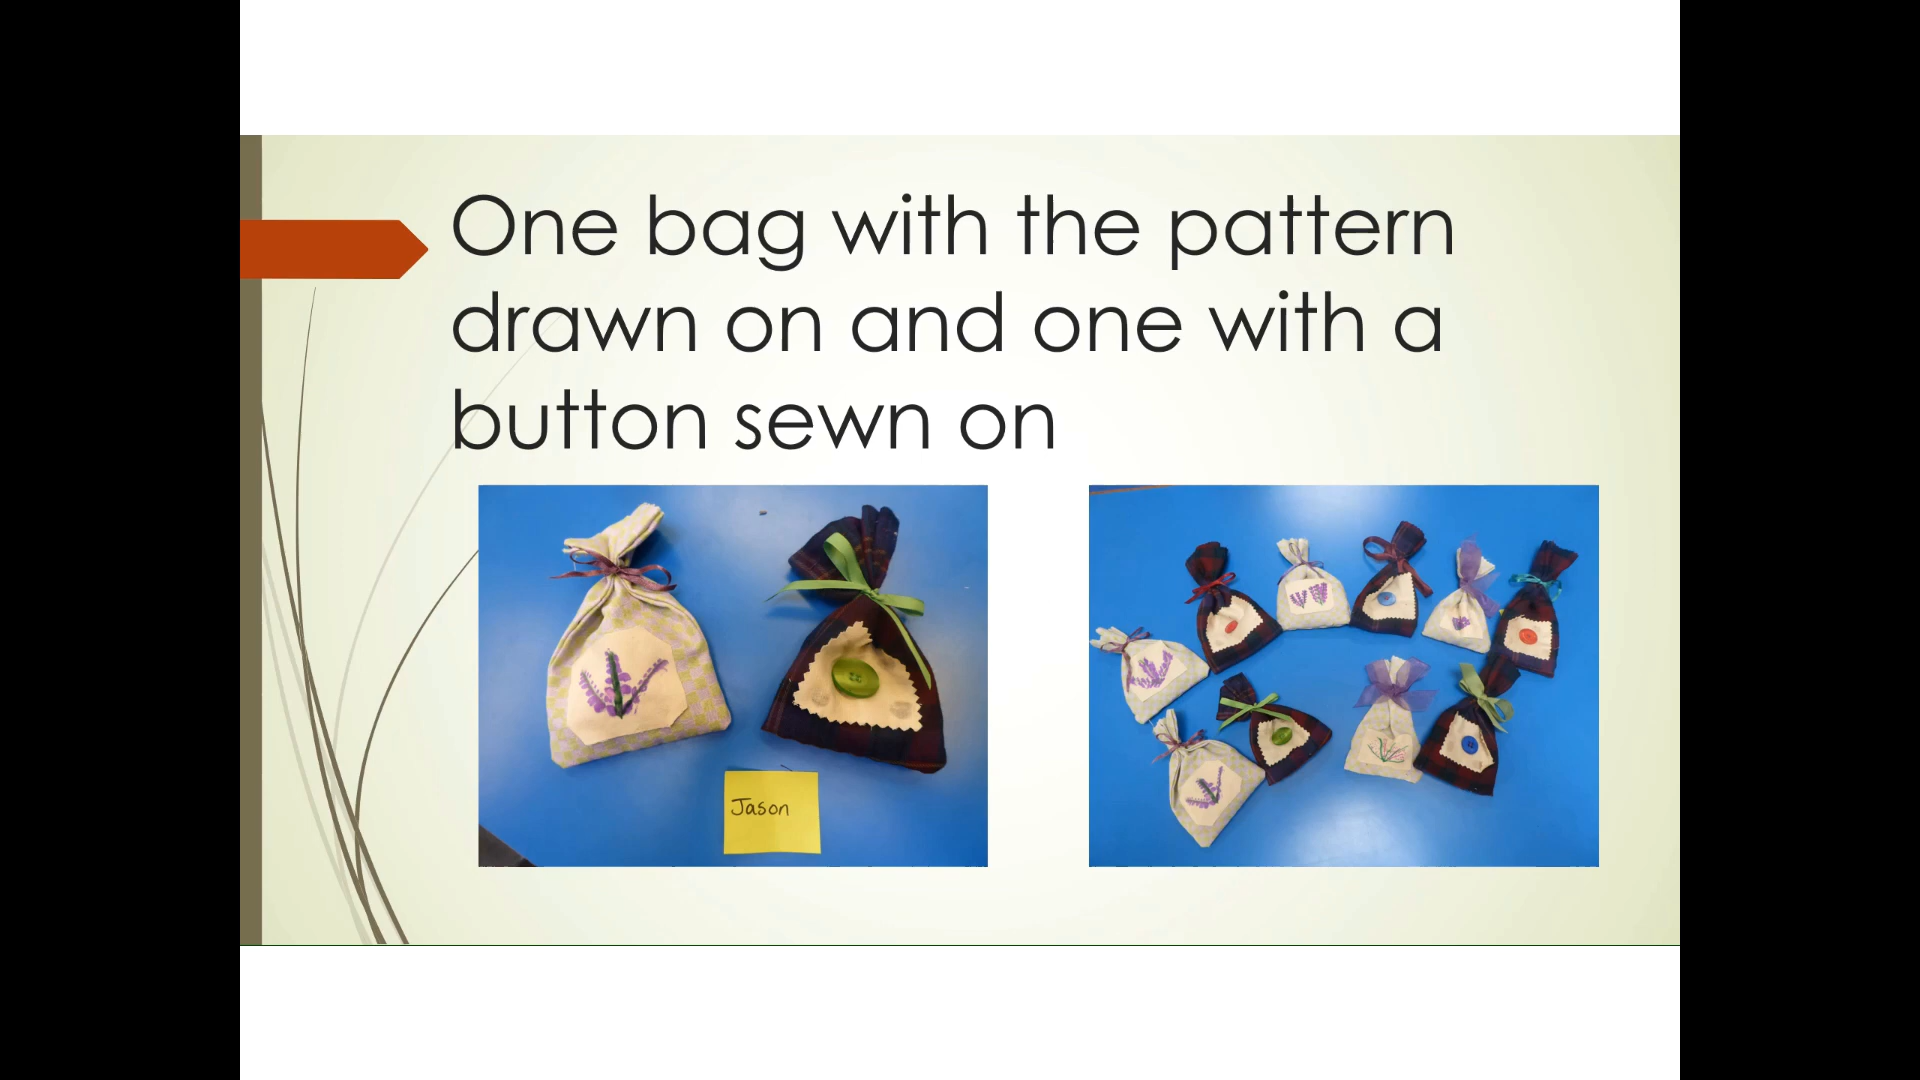 One bag with the pattern
drawn on and one with a
button sewn on
Jason